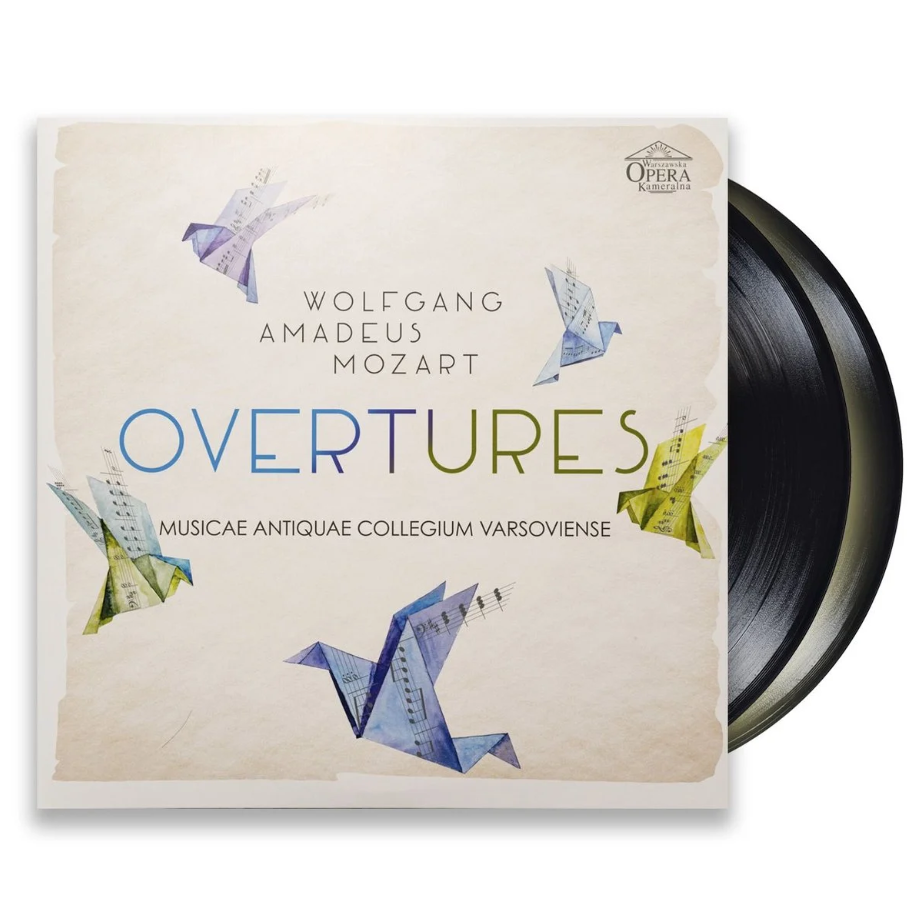 Warszawska
OPERA
Kameralna
WOLFGANG
AMADEUS
MOZART
OVERTURES
MUSICAE ANTIQUAE COLLEGIUM VARSOVIENSE